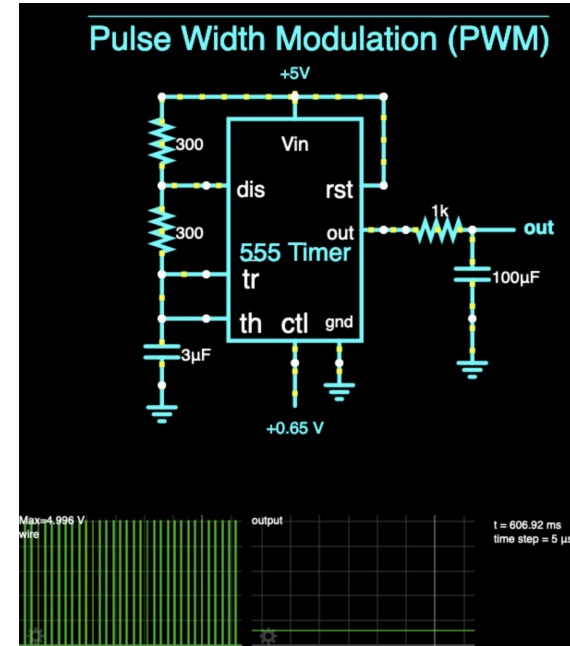 Pulse Width Modulation (PWM)
+5V
300
Vin
dis
rst
1k
300
out
out
555 Timer
tr
100µF
th
ctl
gnd
3µF
+0.65 V
Max=4.996 V
wire
output
t = 606.92 ms
time step = 5 µs